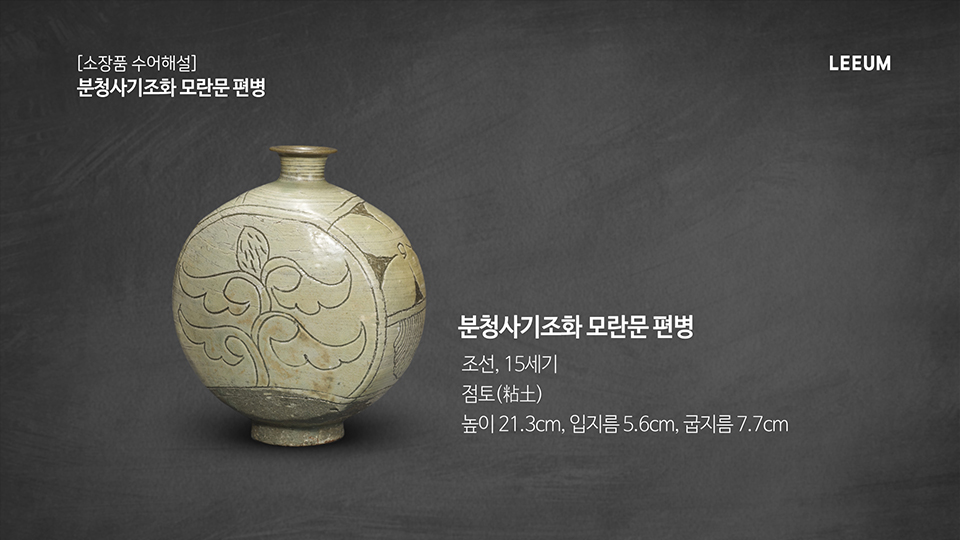 [소장품 수어해설]
분청사기조화 모란문 편병
LEEUM
분청사기조화 모란문 편병
조선, 15세기
점토(粘土)
높이 21.3cm, 입지름 5.6cm, 굽지름 7.7cm